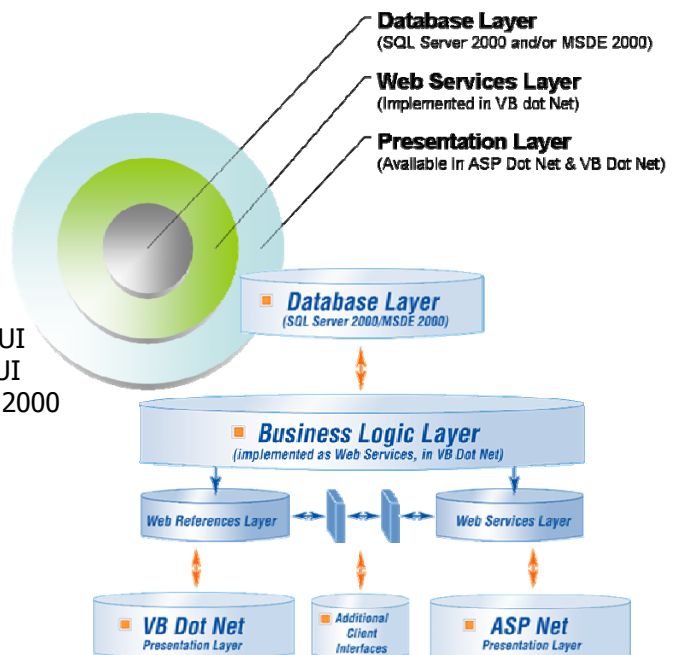 Database Layer
(SQL Server 2000 and/or MSDE 2000)
Web Services Layer
(Implemented in VB dot Net)
Presentation Layer
(Available in ASP Dot Net & VB Dot Net)
Database Layer
(SQL Server 2000/MSDE 2000)
UI
UI
2000
Business Logic Layer
(implemented as Web Services, in VB Dot Net)
Web References Layer
Web Services Layer
VB Dot Net
Presentation Layer
Additional
Client
Interfaces
ASP Net
Presentation Layer